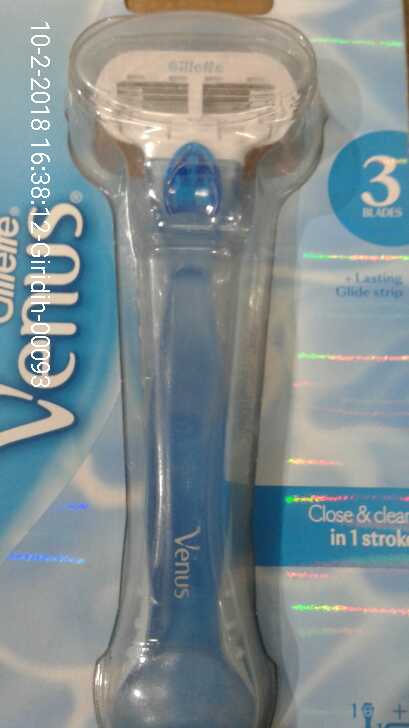 10-2-2018 16:38:12-Giridih-00093
Gillette
Gillette®
Venus®
3
BLADES
+ Lasting
Glide strip
Venus
Close & clean
in 1 stroke
1 +